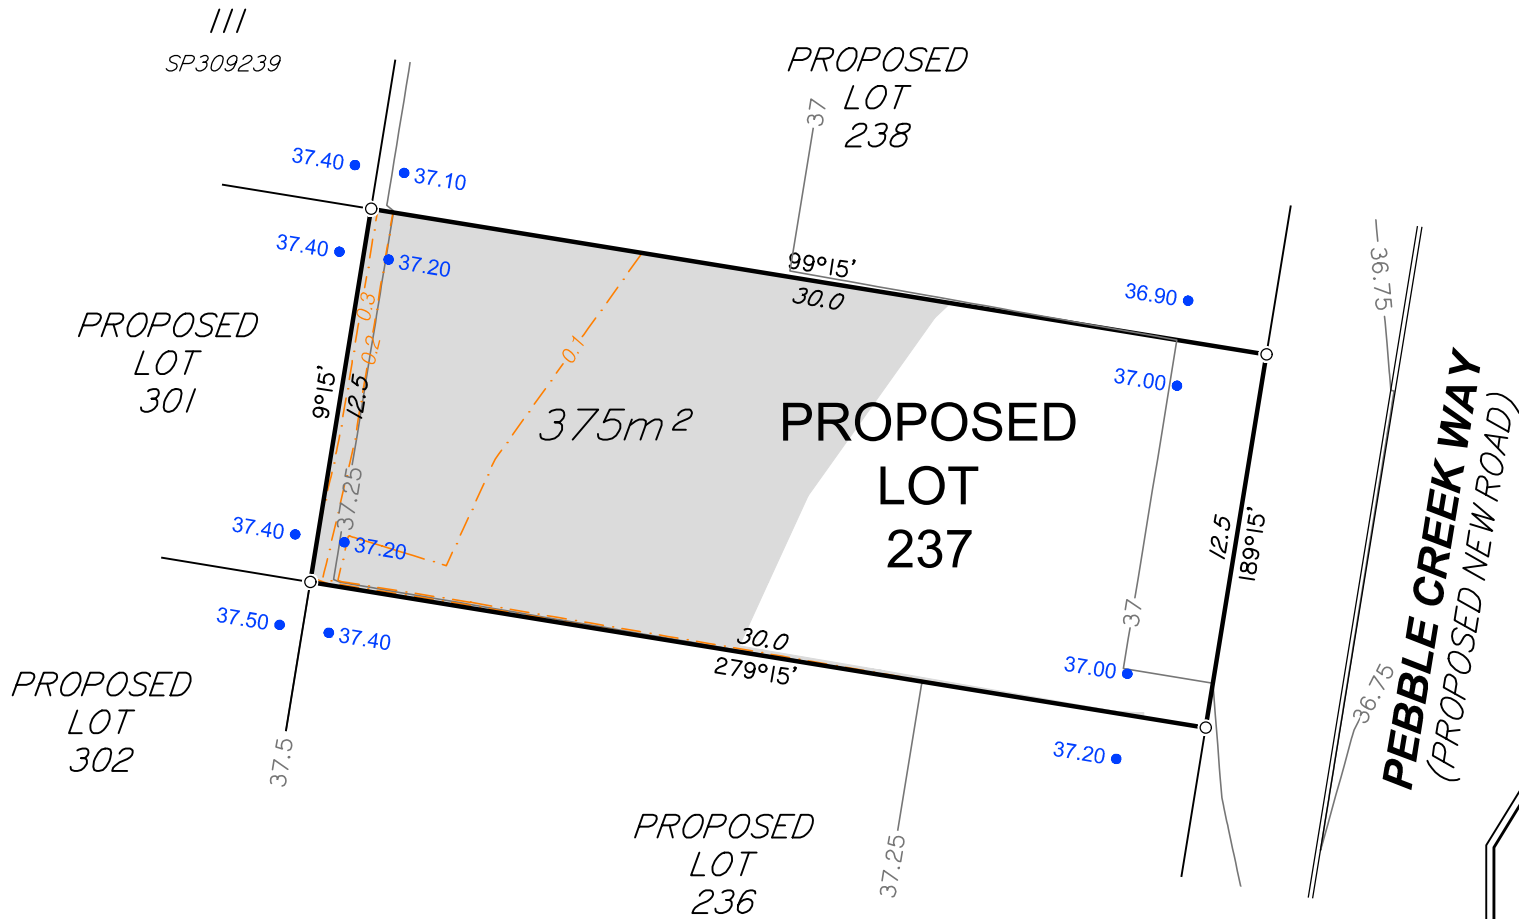 111
SP309239
PROPOSED
LOT
238
37
37.40
37.10
37.40
37.20
99°15'
30.0
36.90
36.75
PROPOSED
LOT
301
0.3
0.2
0.1
9°15'
12.5
375m²
37.00
PROPOSED
LOT
237
PEBBLE CREEK WAY
(PROPOSED NEW ROAD)
37.25
37.40
37.20
12.5
189°15'
37
37.50
37.40
30.0
279°15'
37.00
36.75
PROPOSED
LOT
302
37.5
37.20
PROPOSED
LOT
236
37.25